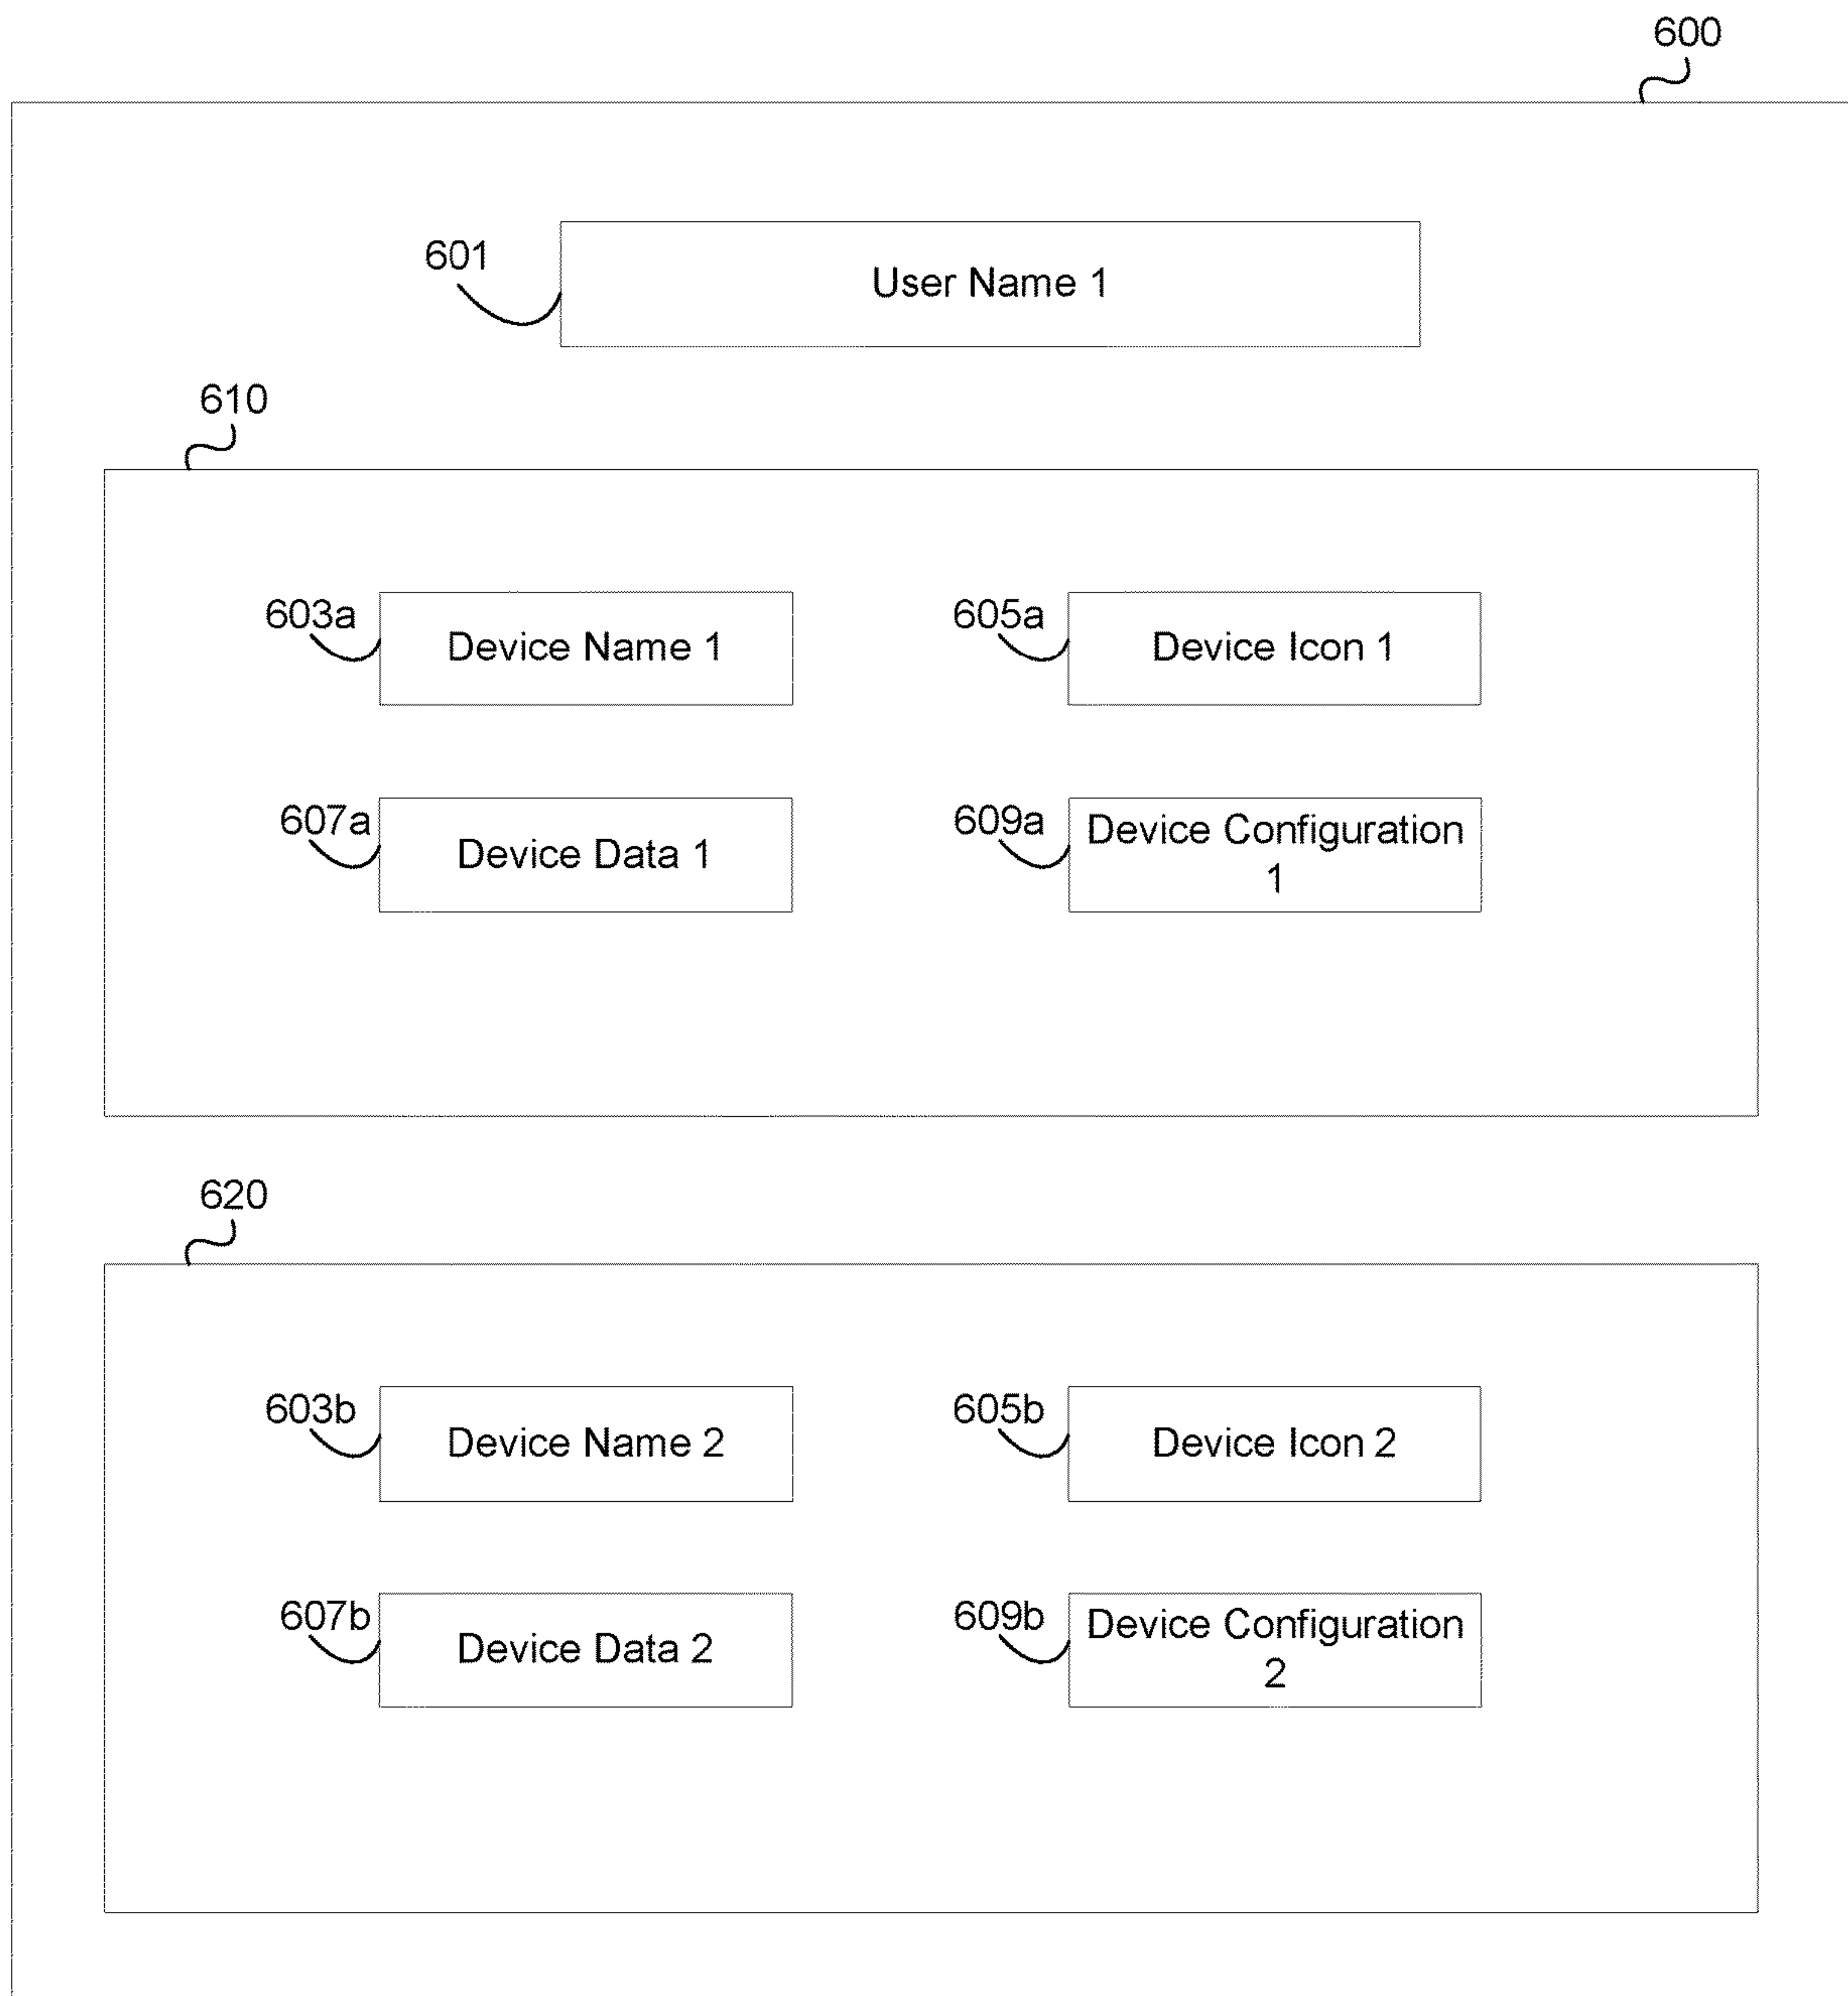 600
601
User Name 1
610
603a
Device Name 1
605a
Device Icon 1
607a
Device Data 1
609a
Device Configuration
1
620
603b
Device Name 2
605b
Device Icon 2
607b
Device Data 2
609b
Device Configuration
2